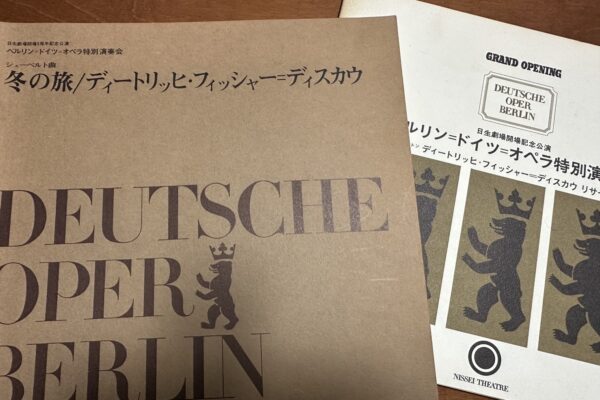 日生劇場開場3周年記念公演
ベルリン=ドイツ=オペラ特別演奏会
シューベルト曲
冬の旅/ディートリッヒ・フィッシャー=ディスカウ
DEUTSCHE
OPER
BERLIN
GRAND OPENING
DEUTSCHE
OPER
BERLIN
日生劇場開場記念公演
ルリン=ドイツ=オペラ特別演
ディートリッヒ・フィッシャー=ディスカウ リサ
NISSEI THEATRE